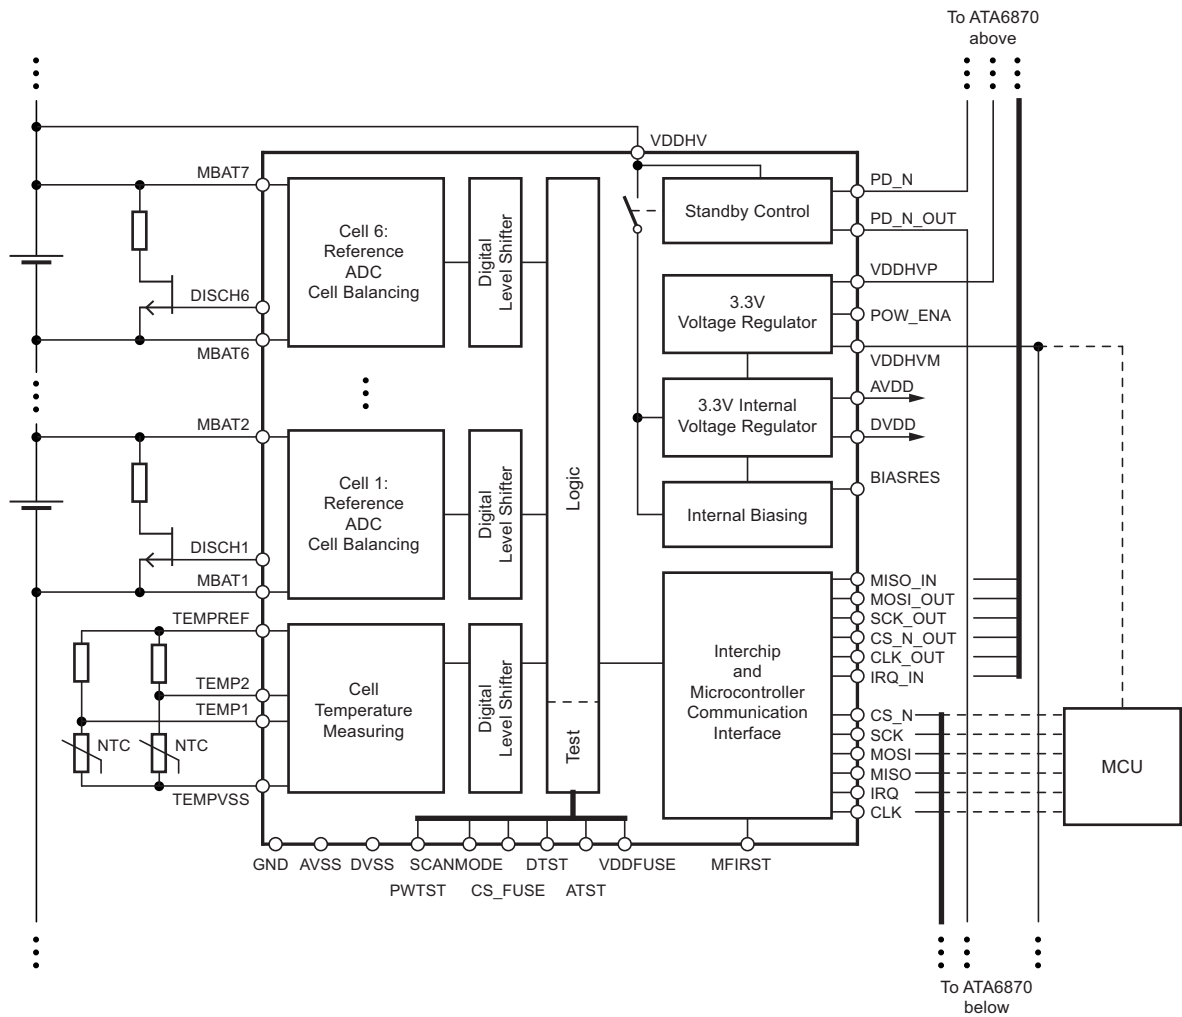 To ATA6870
above
VDDHV
MBAT7
PD_N
Cell 6:
Reference
ADC
Cell Balancing
Digital
Level Shifter
Standby Control
PD_N_OUT
DISCH6
VDDHVP
3.3V
Voltage Regulator
POW_ENA
MBAT6
VDDHVM
AVDD
3.3V Internal
Voltage Regulator
MBAT2
DVDD
Cell 1:
Reference
ADC
Cell Balancing
Digital
Level Shifter
Logic
BIASRES
Internal Biasing
DISCH1
MBAT1
MISO_IN
MOSI_OUT
SCK_OUT
CS_N_OUT
CLK_OUT
IRQ_IN
TEMPREF
TEMP2
TEMP1
NTC
NTC
TEMPVSS
Cell
Temperature
Measuring
Digital
Level Shifter
Test
Interchip
and
Microcontroller
Communication
Interface
CS_N
SCK
MOSI
MISO
IRQ
CLK
MCU
GND
AVSS
DVSS
SCANMODE
DTST
VDDFUSE
MFIRST
PWTST
CS_FUSE
ATST
To ATA6870
below